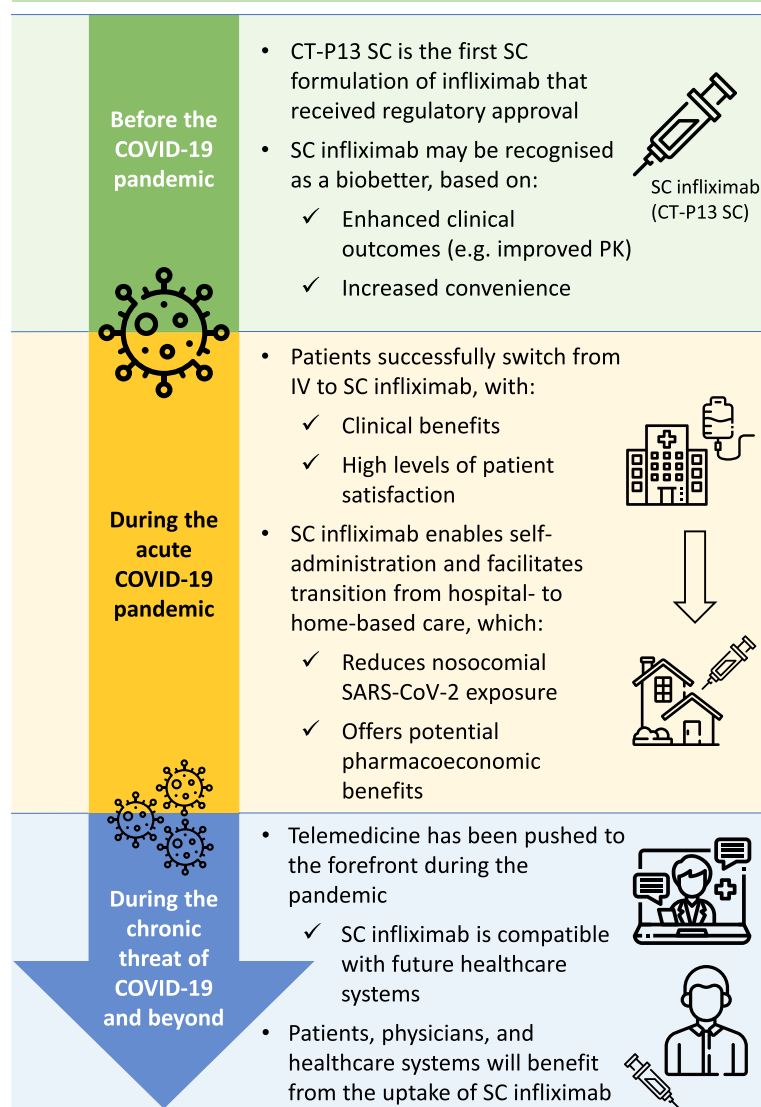 Before the
COVID-19
pandemic
• CT-P13 SC is the first SC
formulation of infliximab that
received regulatory approval
• SC infliximab may be recognised
as a biobetter, based on:
✓ Enhanced clinical
outcomes (e.g. improved PK)
✓ Increased convenience
SC infliximab
(CT-P13 SC)
During the
acute
COVID-19
pandemic
• Patients successfully switch from
IV to SC infliximab, with:
✓ Clinical benefits
✓ High levels of patient
satisfaction
• SC infliximab enables self-
administration and facilitates
transition from hospital- to
home-based care, which:
✓ Reduces nosocomial
SARS-CoV-2 exposure
✓ Offers potential
pharmacoeconomic
benefits
During the
chronic
threat of
COVID-19
and beyond
• Telemedicine has been pushed to
the forefront during the
pandemic
✓ SC infliximab is compatible
with future healthcare
systems
• Patients, physicians, and
healthcare systems will benefit
from the uptake of SC infliximab